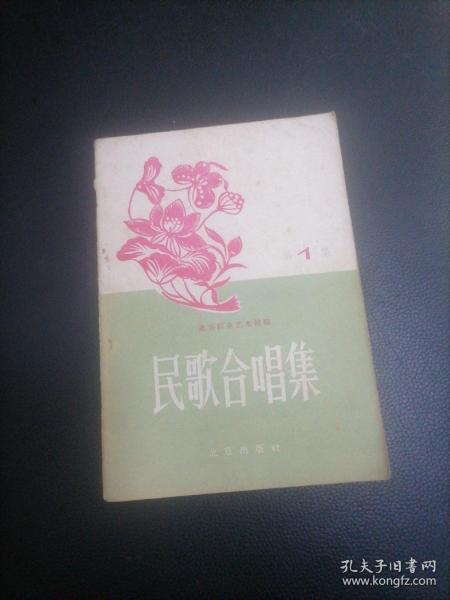 第1集
北京群众艺术馆编
民歌合唱集
北京出版社
孔夫子旧书网
www.kongfz.com